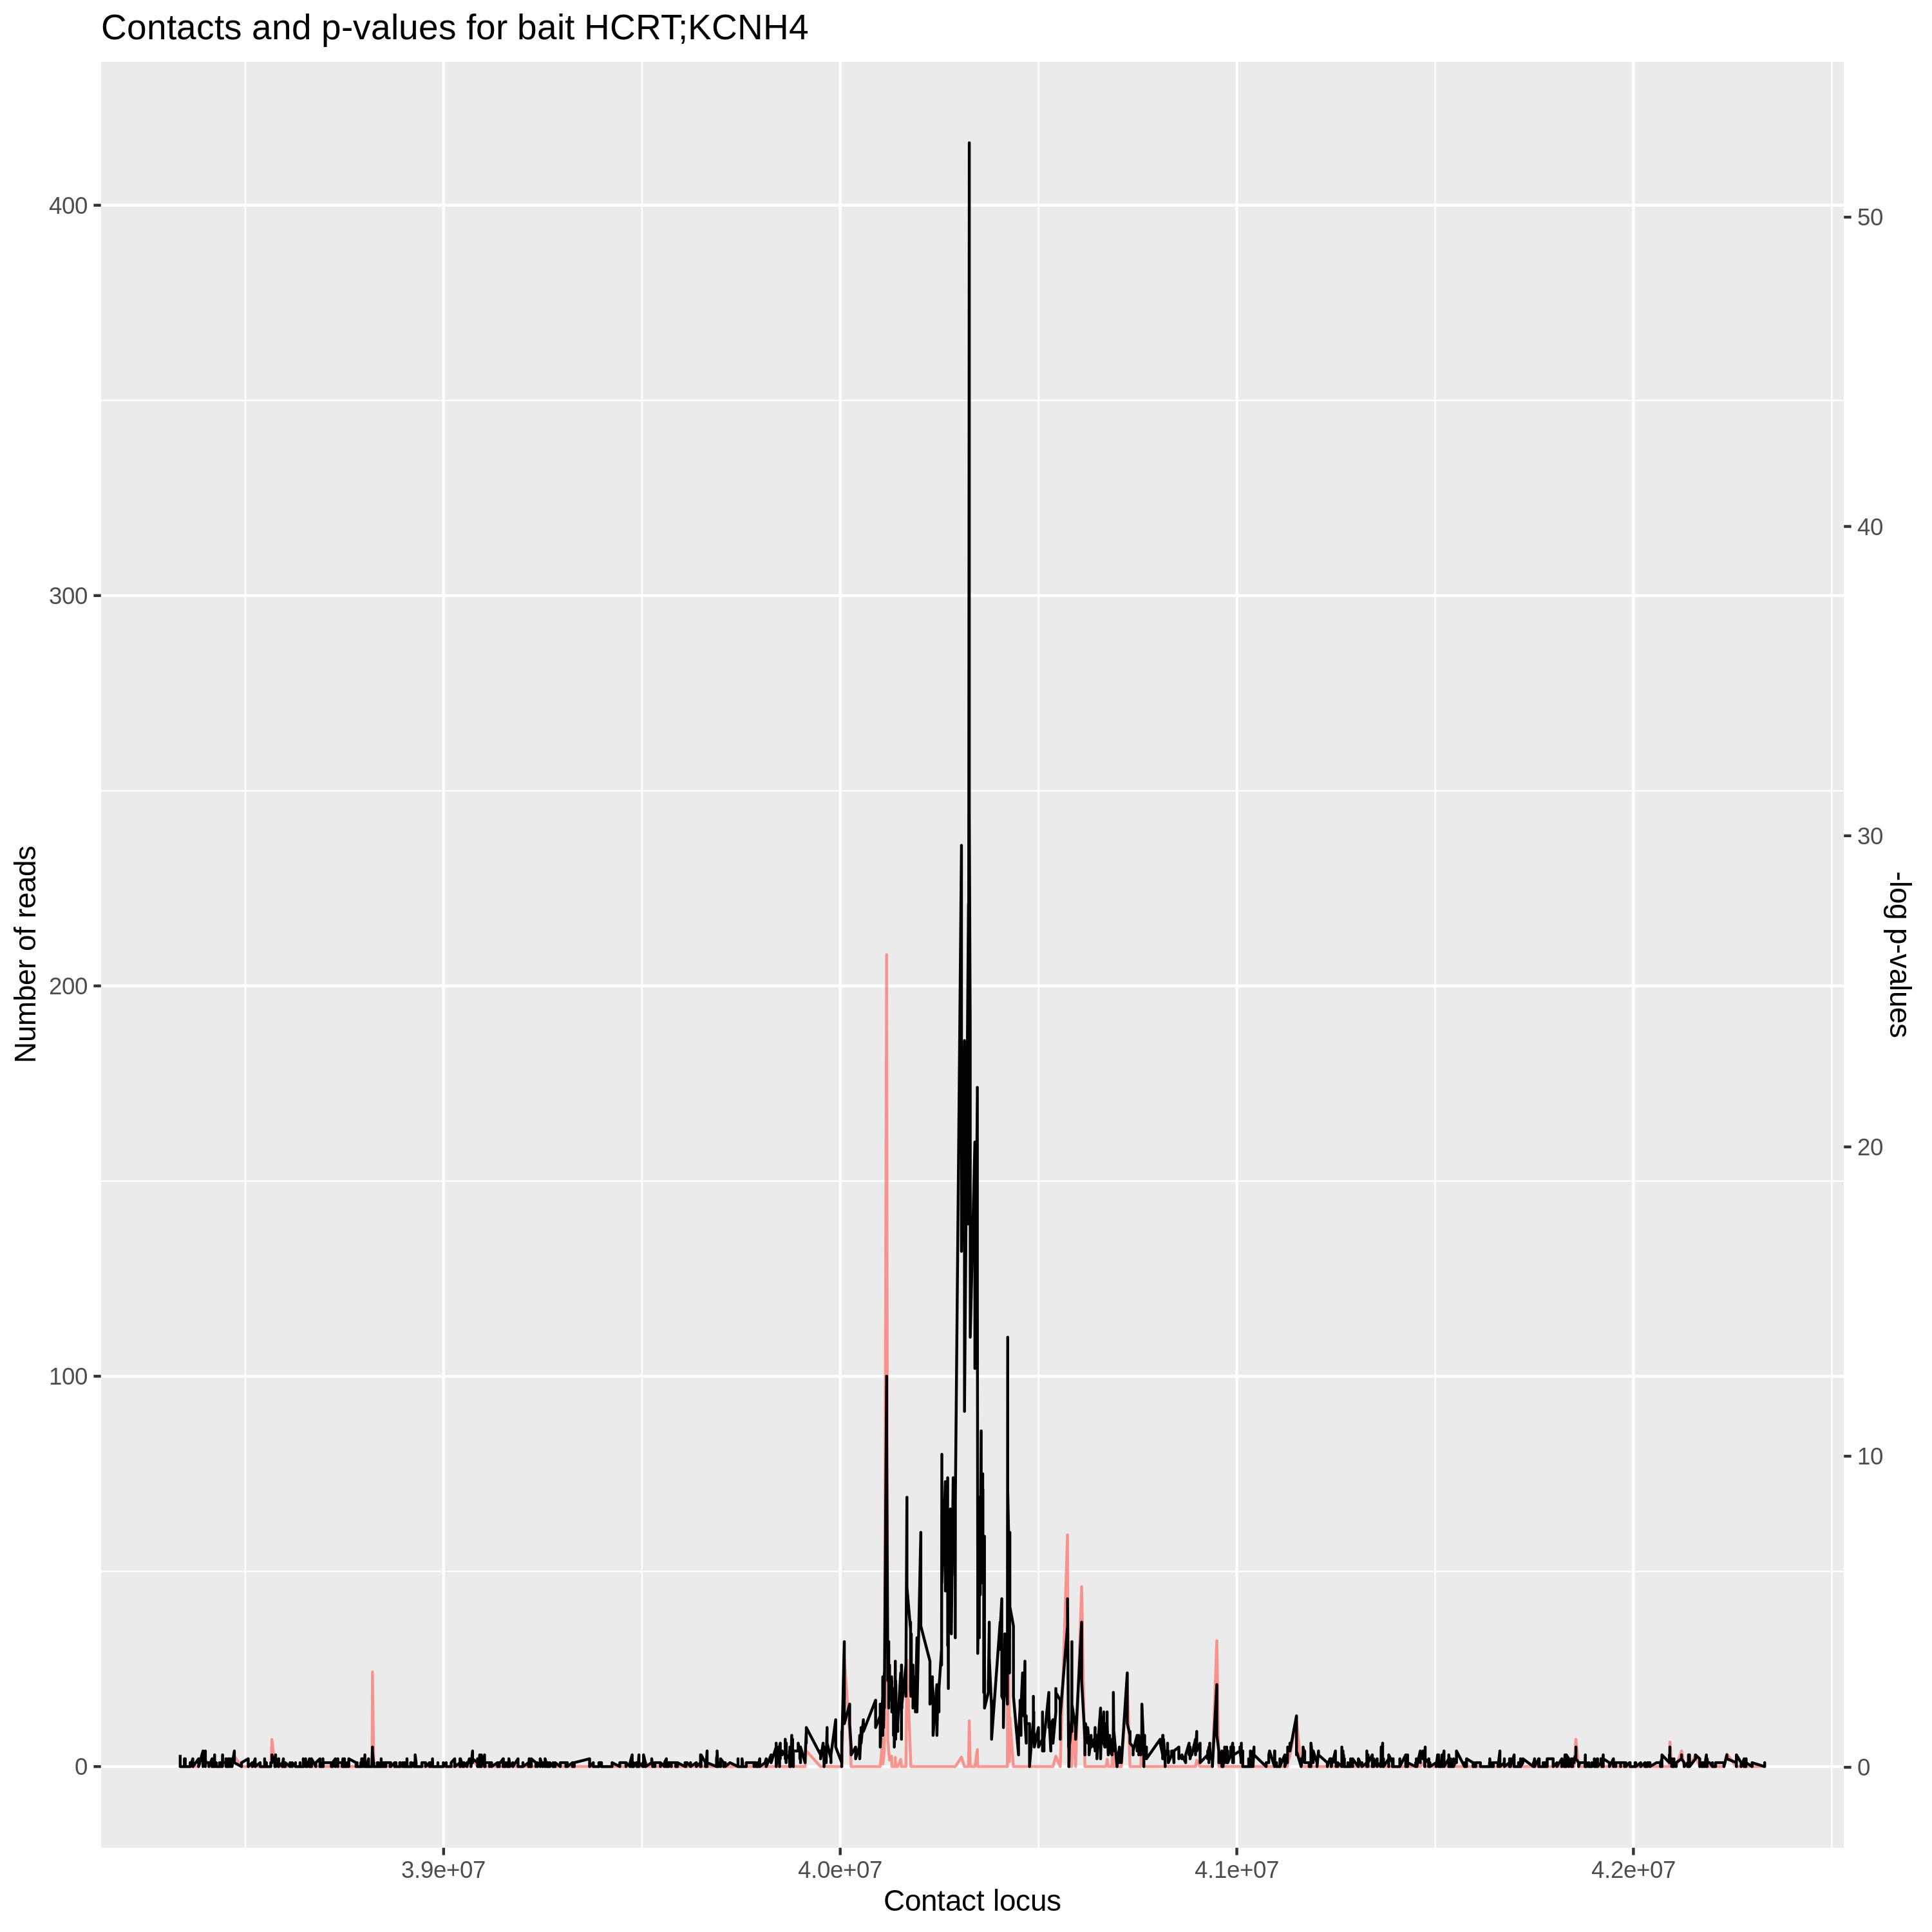 Contacts and p-values for bait HCRT;KCNH4
400
300
200
100
0
Number of reads
50
40
30
20
10
0
-log p-values
3.9e+07
4.0e+07
4.1e+07
4.2e+07
Contact locus